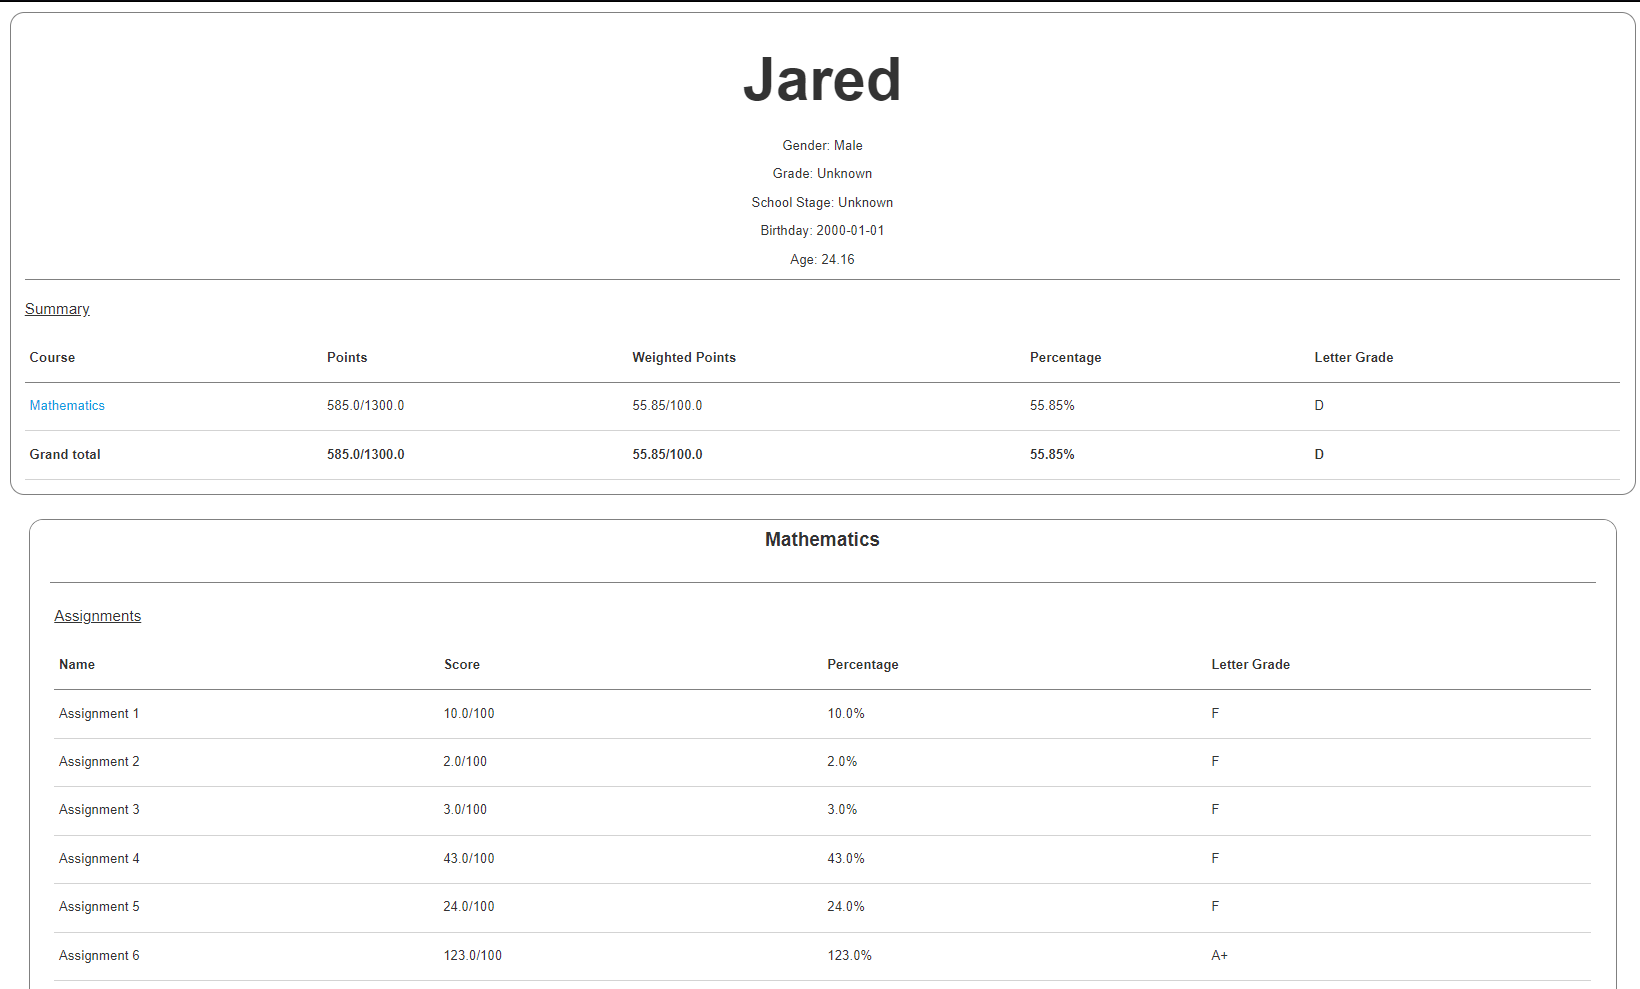 Jared
Gender: Male
Grade: Unknown
School Stage: Unknown
Birthday: 2000-01-01
Age: 24.16
Summary
Course Points Weighted Points Percentage Letter Grade
Mathematics 585.0/1300.0 55.85/100.0 55.85% D
Grand total 585.0/1300.0 55.85/100.0 55.85% D
Mathematics
Assignments
Name Score Percentage Letter Grade
Assignment 1 10.0/100 10.0% F
Assignment 2 2.0/100 2.0% F
Assignment 3 3.0/100 3.0% F
Assignment 4 43.0/100 43.0% F
Assignment 5 24.0/100 24.0% F
Assignment 6 123.0/100 123.0% A+